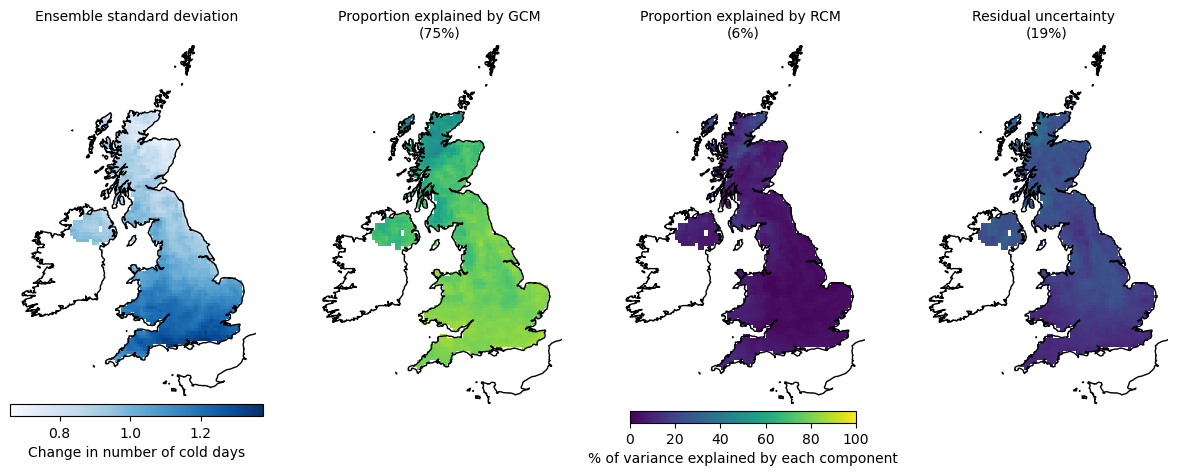 Ensemble standard deviation
Proportion explained by GCM
(75%)
Proportion explained by RCM
(6%)
Residual uncertainty
(19%)
0.8 1.0 1.2
Change in number of cold days
0 20 40 60 80 100
% of variance explained by each component